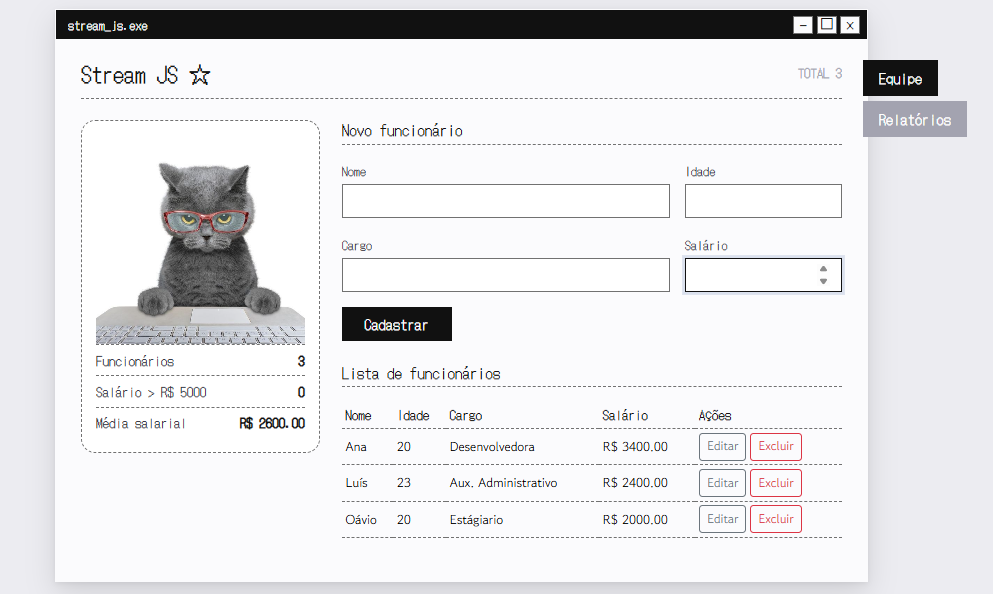 stream_js.exe
Stream JS ☆
TOTAL 3
Equipe
Relatórios
Funcionários 3
Salário > R$ 5000 0
Média salarial R$ 2600.00
Novo funcionário
Nome Idade
Cargo Salário
Cadastrar
Lista de funcionários
Nome Idade Cargo Salário Ações
Ana 20 Desenvolvedora R$ 3400.00 Editar Excluir
Luís 23 Aux. Administrativo R$ 2400.00 Editar Excluir
Oávio 20 Estágiario R$ 2000.00 Editar Excluir